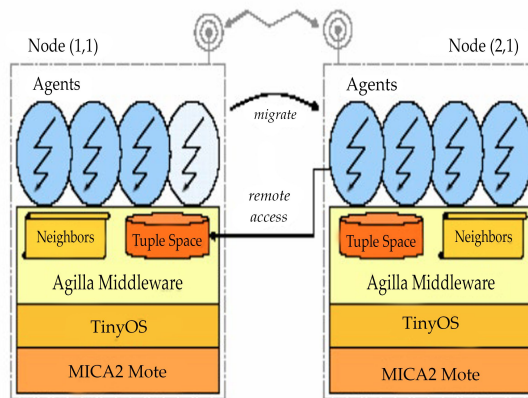 Node (1,1)
Node (2,1)
Agents
Agents
migrate
remote
access
Neighbors
Tuple Space
Tuple Space
Neighbors
Agilla Middleware
Agilla Middleware
TinyOS
TinyOS
MICA2 Mote
MICA2 Mote